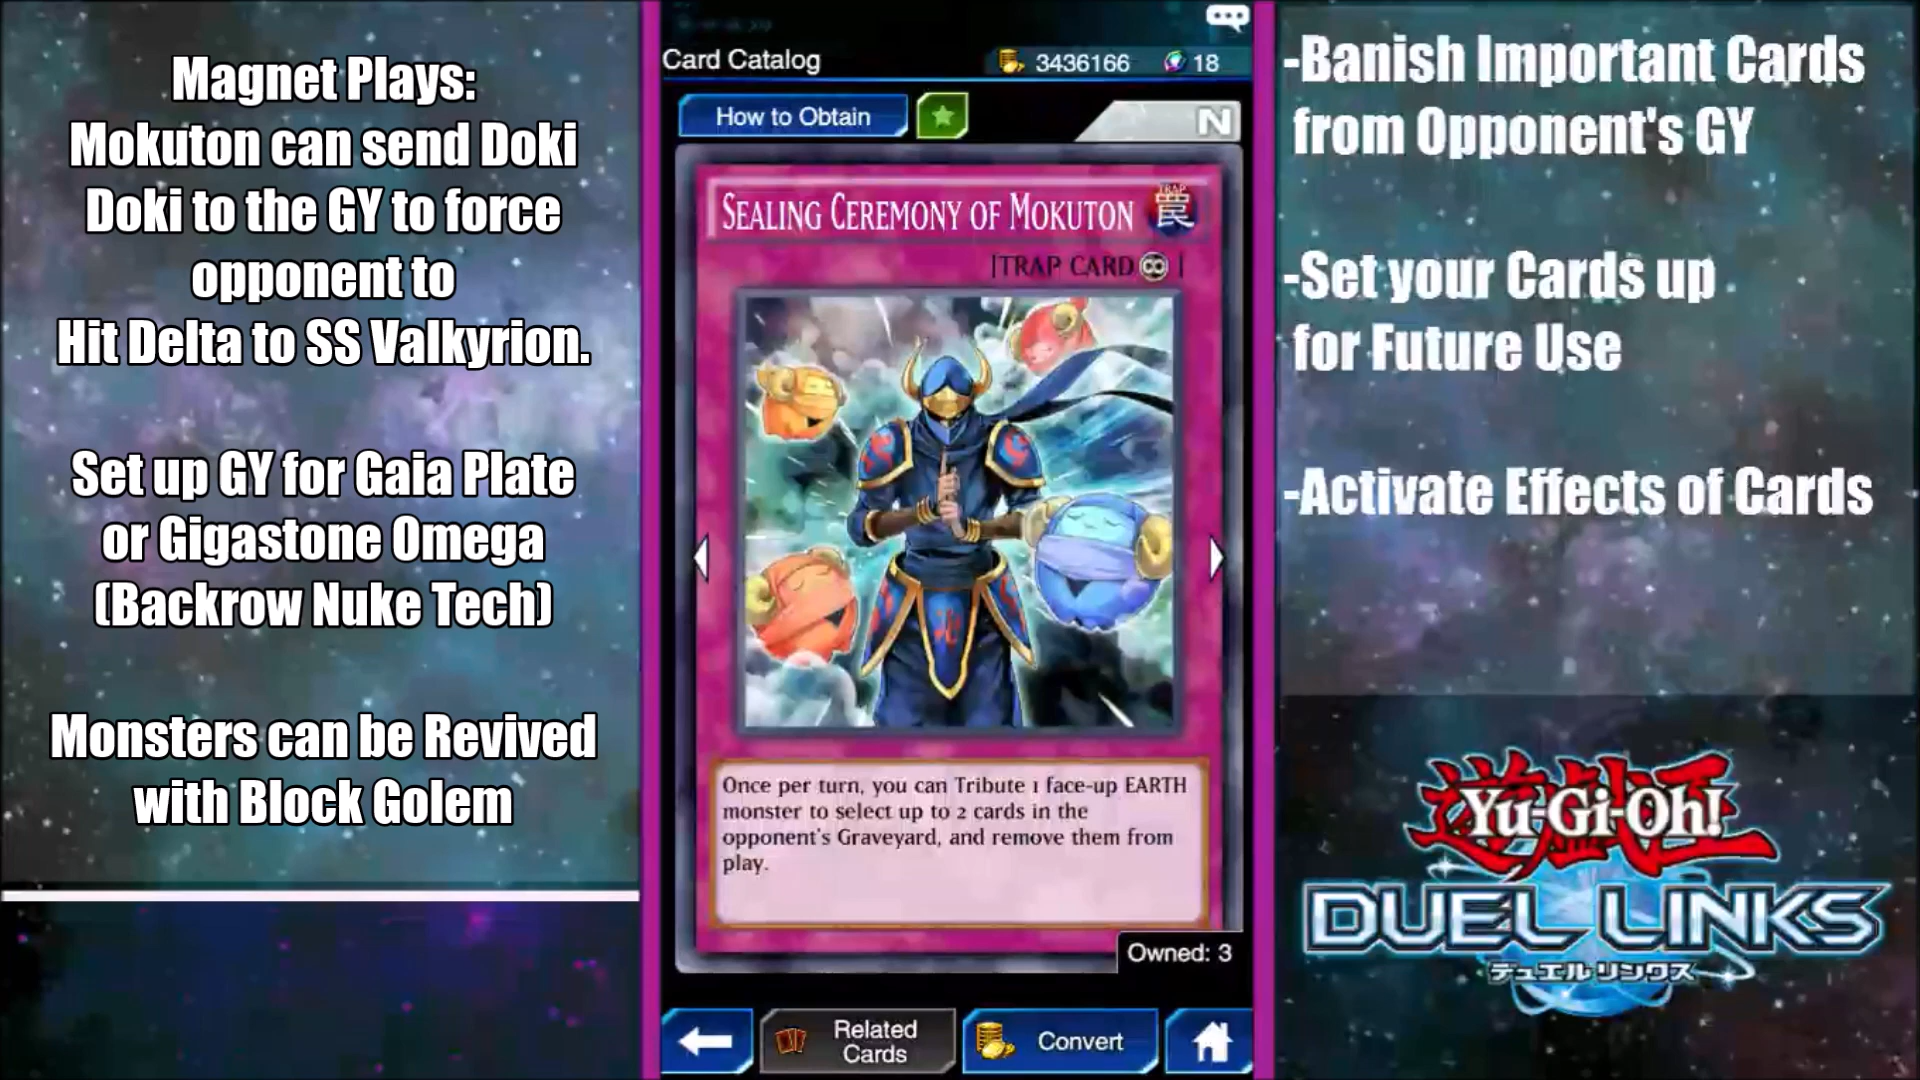 Magnet Plays:
Mokuton can send Doki
Doki to the GY to force
opponent to
Hit Delta to SS Valkyrion.
Set up GY for Gaia Plate
or Gigastone Omega
(Backrow Nuke Tech)
Monsters can be Revived
with Block Golem
Card Catalog
3436166
18
How to Obtain
N
SEALING CEREMONY OF MOKUTON
TRAP
罠
[TRAP CARD ]
Once per turn, you can Tribute 1 face-up EARTH
monster to select up to 2 cards in the
opponent's Graveyard, and remove them from
play.
Owned: 3
Related
Cards
Convert
-Banish Important Cards
from Opponent's GY
-Set your Cards up
for Future Use
-Activate Effects of Cards
遊戯王
Yu-Gi-Oh!
DUEL LINKS
デュエルリンクス